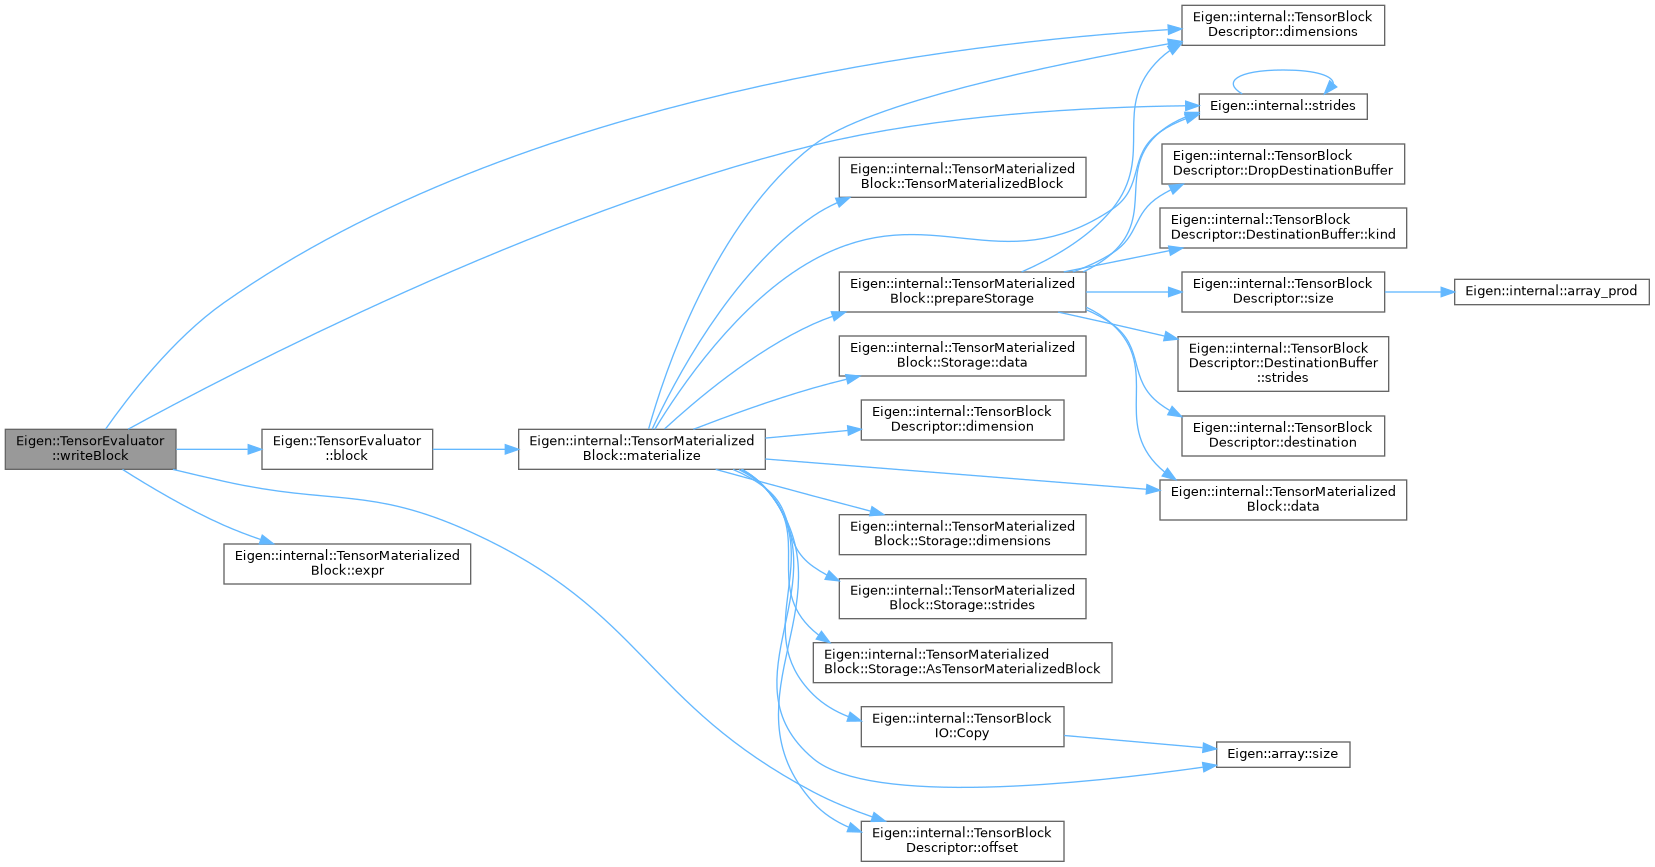 Eigen::TensorEvaluator
::writeBlock
Eigen::TensorEvaluator
::block
Eigen::internal::TensorMaterialized
Block::expr
Eigen::internal::TensorMaterialized
Block::materialize
Eigen::internal::TensorMaterialized
Block::TensorMaterializedBlock
Eigen::internal::TensorMaterialized
Block::prepareStorage
Eigen::internal::TensorMaterialized
Block::Storage::data
Eigen::internal::TensorBlock
Descriptor::dimension
Eigen::internal::TensorMaterialized
Block::Storage::dimensions
Eigen::internal::TensorMaterialized
Block::Storage::strides
Eigen::internal::TensorMaterialized
Block::Storage::AsTensorMaterializedBlock
Eigen::internal::TensorBlock
IO::Copy
Eigen::internal::TensorBlock
Descriptor::offset
Eigen::internal::TensorBlock
Descriptor::dimensions
Eigen::internal::strides
Eigen::internal::TensorBlock
Descriptor::DropDestinationBuffer
Eigen::internal::TensorBlock
Descriptor::DestinationBuffer::kind
Eigen::internal::TensorBlock
Descriptor::size
Eigen::internal::TensorBlock
Descriptor::DestinationBuffer
::strides
Eigen::internal::TensorBlock
Descriptor::destination
Eigen::internal::TensorMaterialized
Block::data
Eigen::array::size
Eigen::internal::array_prod